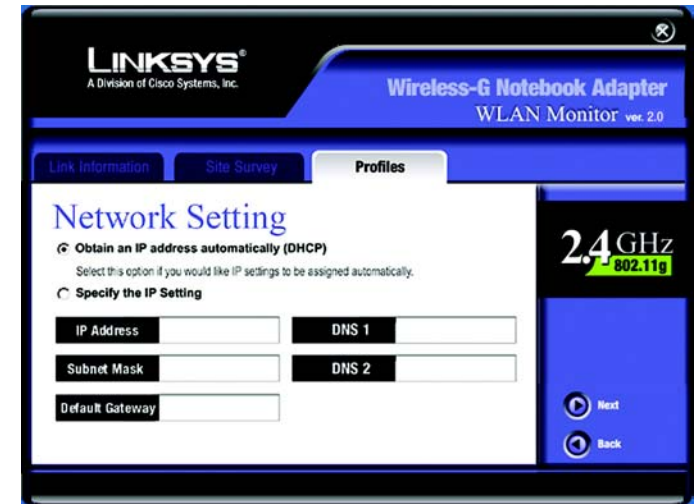 LINKSYS®
A Division of Cisco Systems, Inc.
Wireless-G Notebook Adapter
WLAN Monitor ver. 2.0
Link Information
Site Survey
Profiles
Network Setting
Obtain an IP address automatically (DHCP)
Select this option if you would like IP settings to be assigned automatically.
Specify the IP Setting
IP Address
DNS 1
Subnet Mask
DNS 2
Default Gateway
2.4 GHz
802.11g
Next
Back